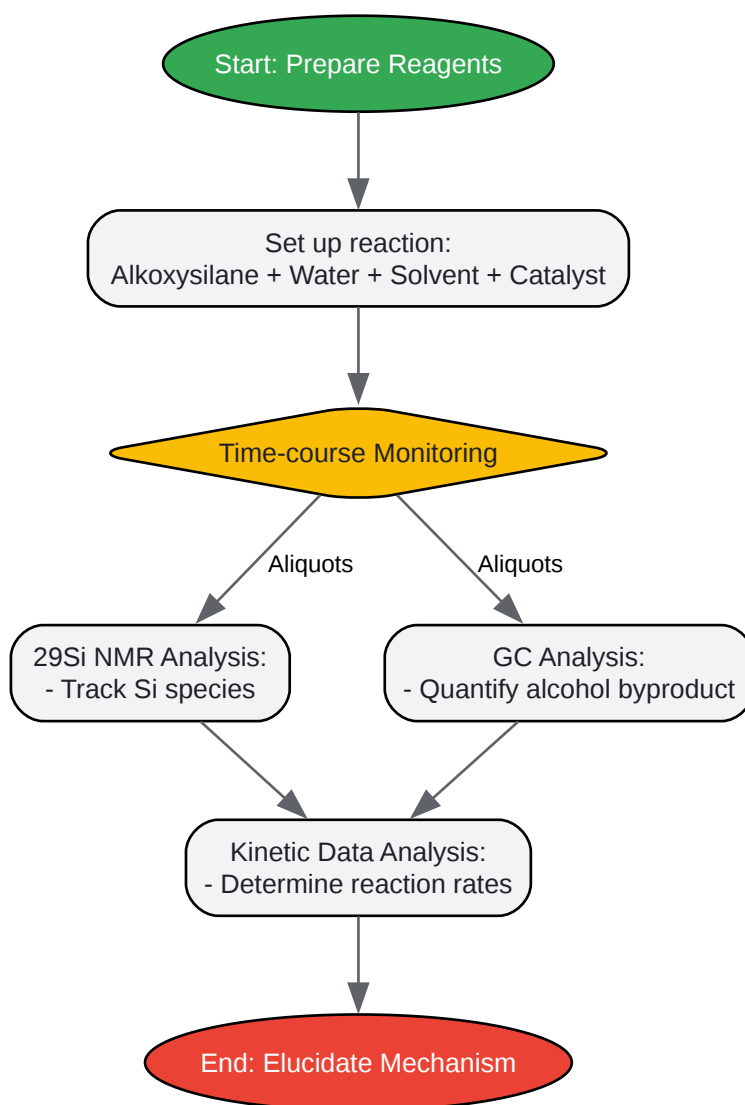 Start: Prepare Reagents
Set up reaction:
Alkoxysilane + Water + Solvent + Catalyst
Time-course Monitoring
Aliquots
Aliquots
29Si NMR Analysis:
- Track Si species
GC Analysis:
- Quantify alcohol byproduct
Kinetic Data Analysis:
- Determine reaction rates
End: Elucidate Mechanism